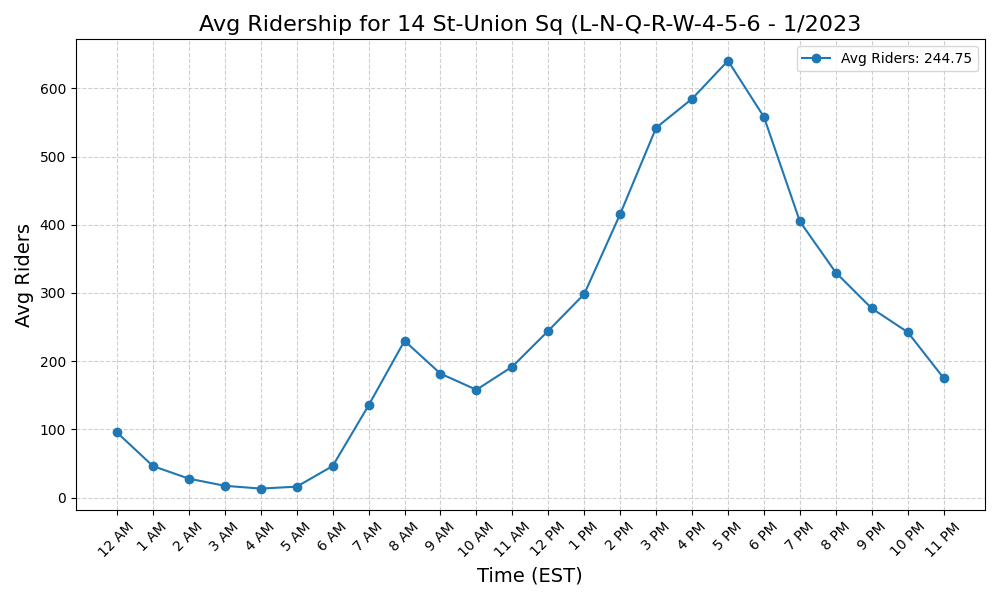 Avg Ridership for 14 St-Union Sq (L-N-Q-R-W-4-5-6 - 1/2023
Avg Riders: 244.75
Avg Riders
600
500
400
300
200
100
0
12 AM
1 AM
2 AM
3 AM
4 AM
5 AM
6 AM
7 AM
8 AM
9 AM
10 AM
11 AM
12 PM
1 PM
2 PM
3 PM
4 PM
5 PM
6 PM
7 PM
8 PM
9 PM
10 PM
11 PM
Time (EST)